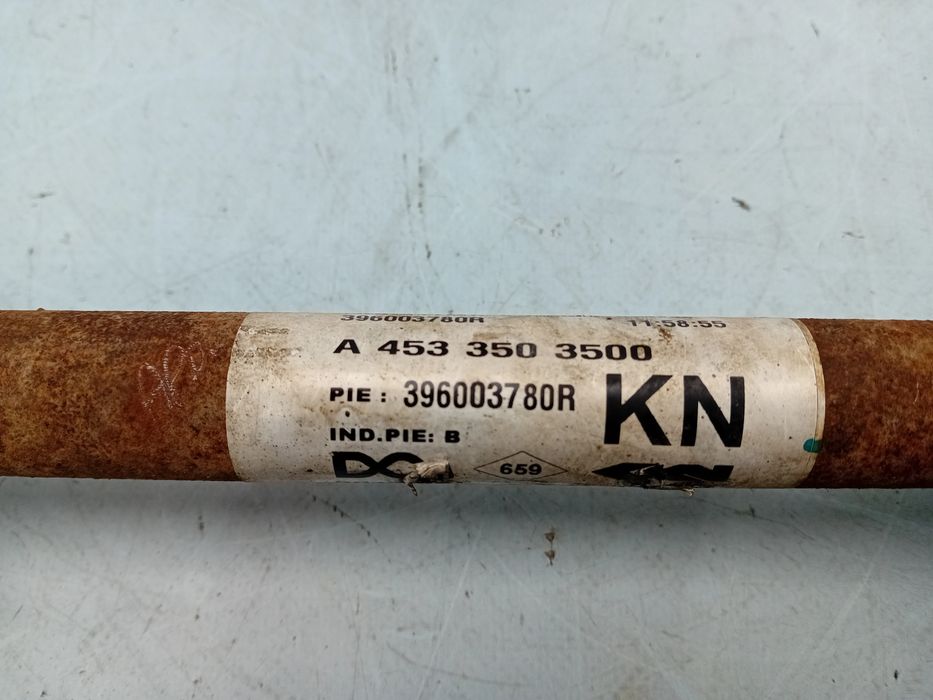 396003780R 11:58:55
A 453 350 3500
PIE : 396003780R KN
IND.PIE: B
659